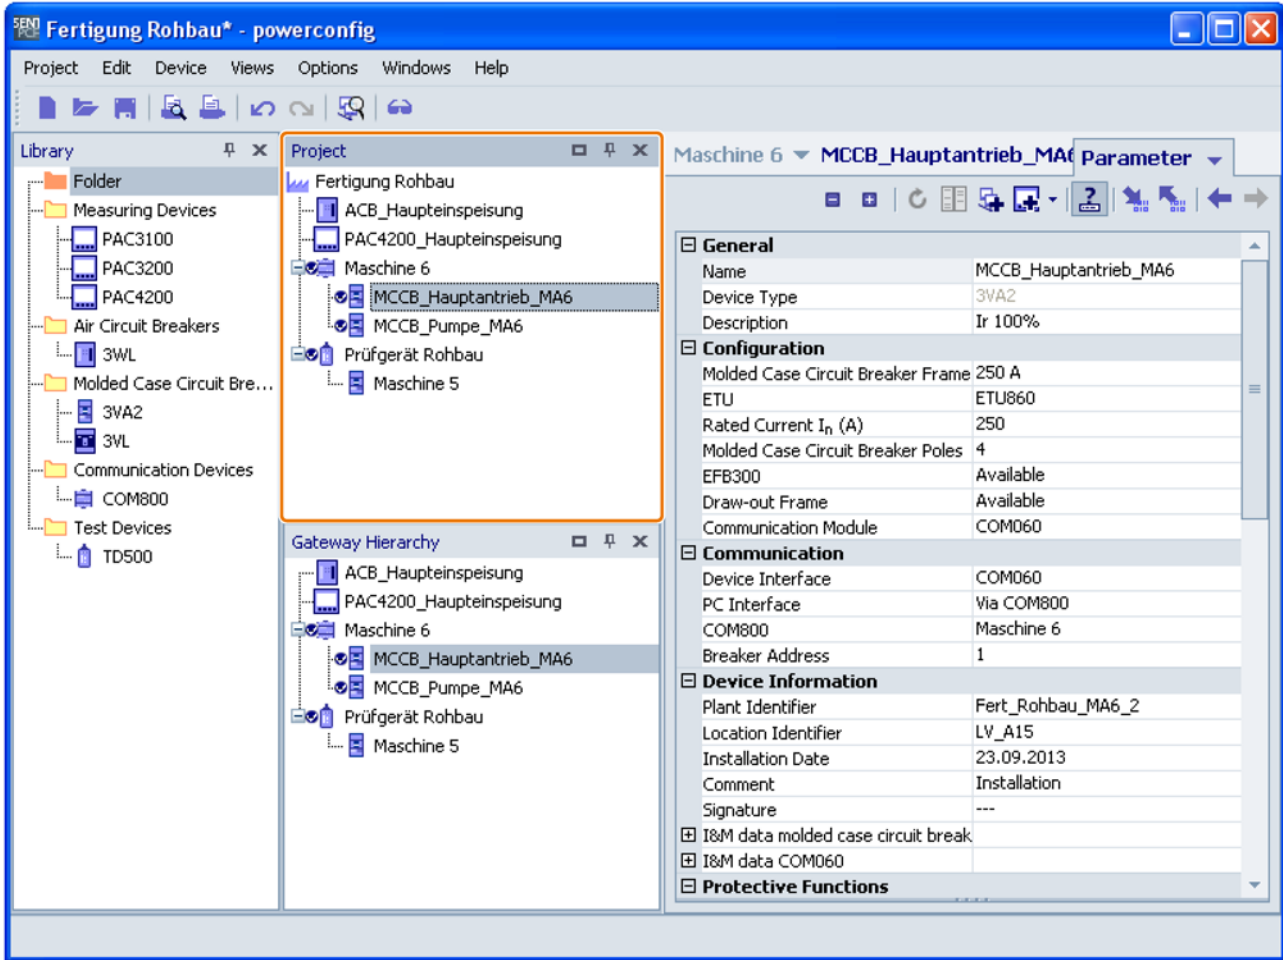 SENT PCF Fertigung Rohbau* - powerconfig
Project Edit Device Views Options Windows Help
Library
Folder
Measuring Devices
PAC3100
PAC3200
PAC4200
Air Circuit Breakers
3WL
Molded Case Circuit Bre...
3VA2
3VL
Communication Devices
COM800
Test Devices
TD500
Project
Fertigung Rohbau
ACB_Haupteinspeisung
PAC4200_Haupteinspeisung
Maschine 6
MCCB_Hauptantrieb_MA6
MCCB_Pumpe_MA6
Prüfgerät Rohbau
Maschine 5
Gateway Hierarchy
ACB_Haupteinspeisung
PAC4200_Haupteinspeisung
Maschine 6
MCCB_Hauptantrieb_MA6
MCCB_Pumpe_MA6
Prüfgerät Rohbau
Maschine 5
Maschine 6 MCCB_Hauptantrieb_MA6 Parameter
General
Name MCCB_Hauptantrieb_MA6
Device Type 3VA2
Description Ir 100%
Configuration
Molded Case Circuit Breaker Frame 250 A
ETU ETU860
Rated Current In (A) 250
Molded Case Circuit Breaker Poles 4
EFB300 Available
Draw-out Frame Available
Communication Module COM060
Communication
Device Interface COM060
PC Interface Via COM800
COM800 Maschine 6
Breaker Address 1
Device Information
Plant Identifier Fert_Rohbau_MA6_2
Location Identifier LV_A15
Installation Date 23.09.2013
Comment Installation
Signature ---
I&M data molded case circuit break
I&M data COM060
Protective Functions